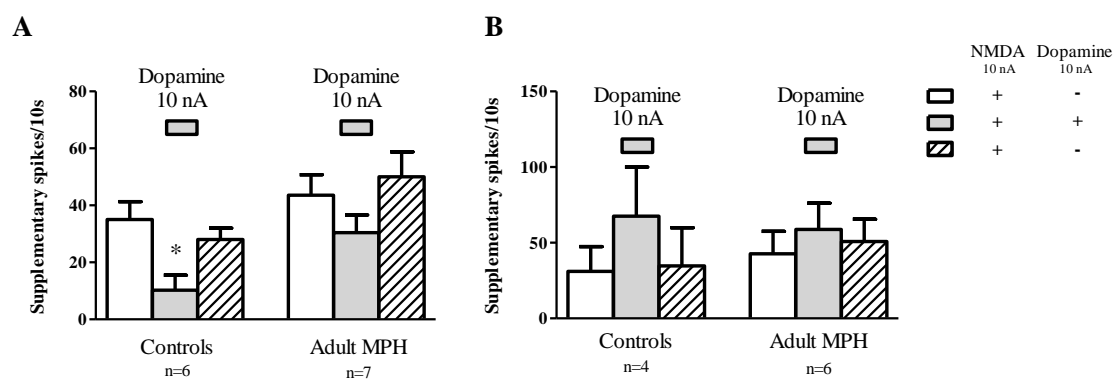 A
Supplementary spikes/10s
80
60
40
20
0
Dopamine
10 nA
Dopamine
10 nA
*
Controls
n=6
Adult MPH
n=7
B
Supplementary spikes/10s
150
100
50
0
Dopamine
10 nA
Dopamine
10 nA
Controls
n=4
Adult MPH
n=6
NMDA Dopamine
10 nA 10 nA
+ -
+ +
+ -